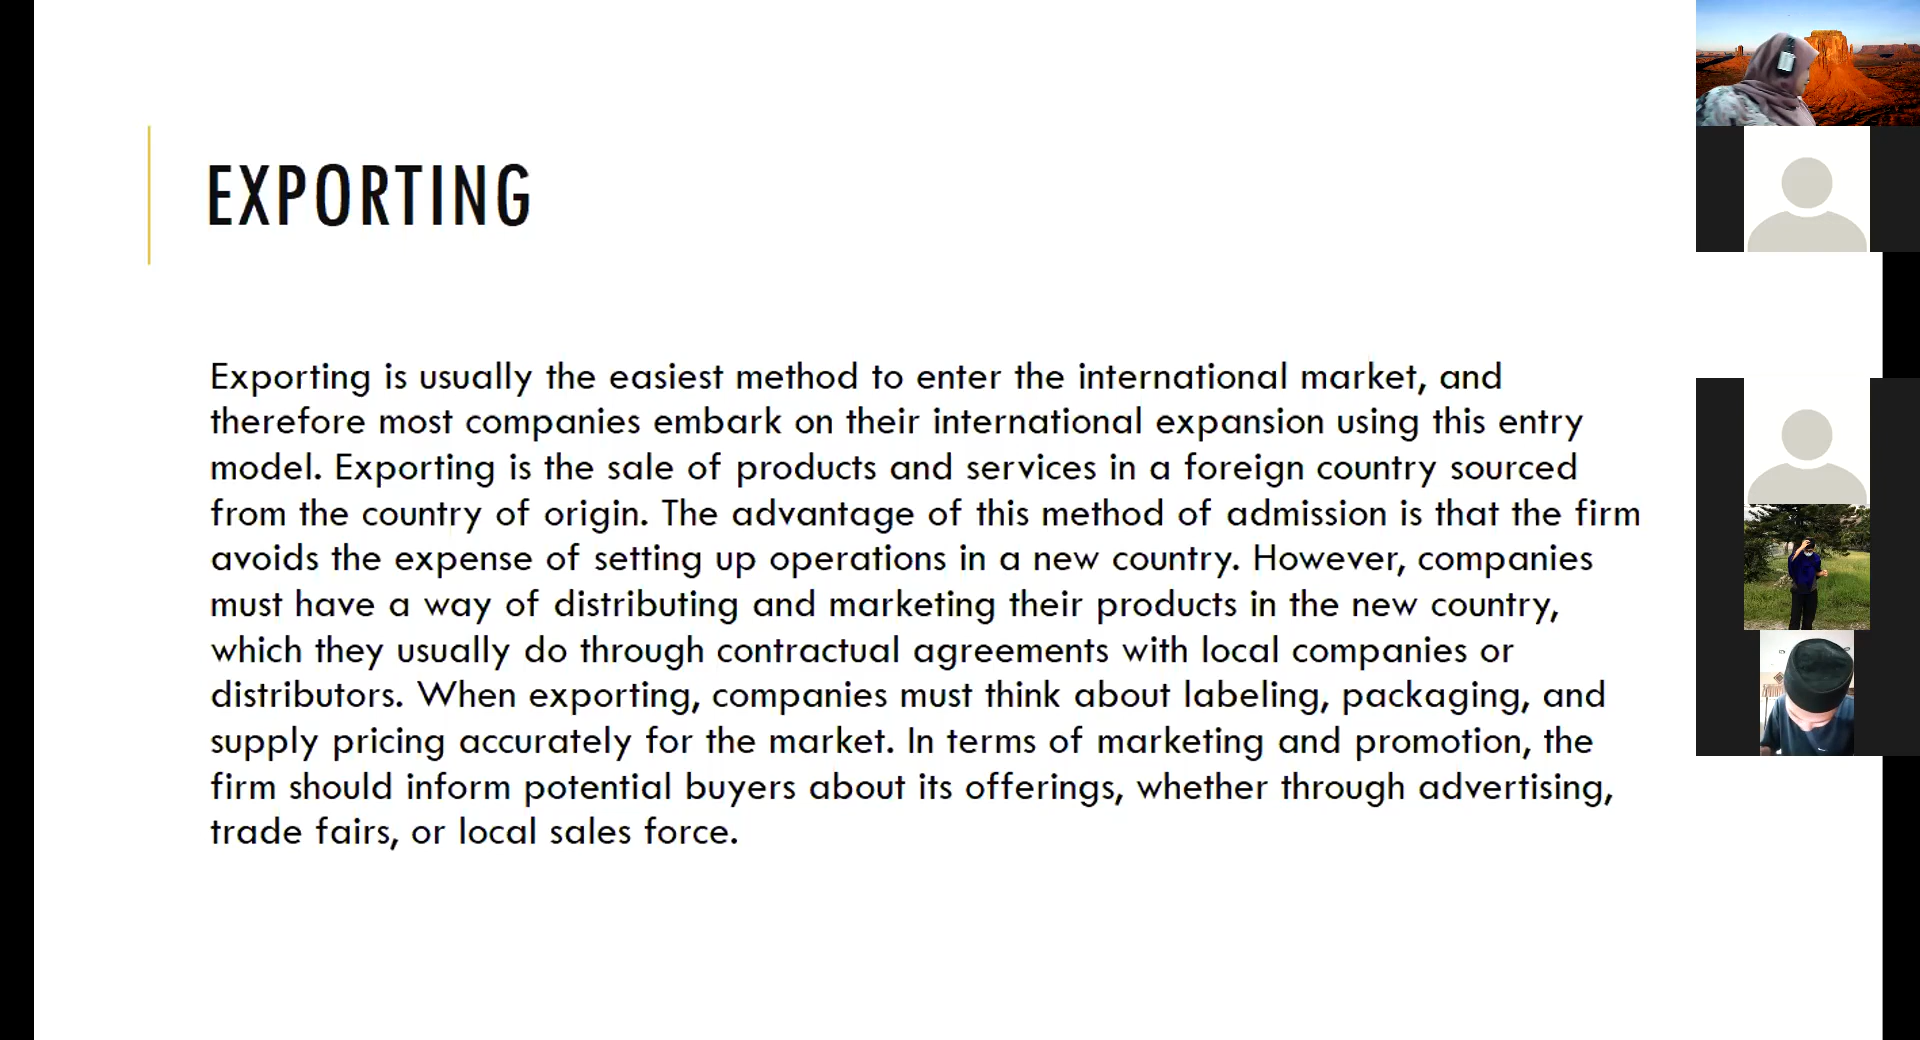 EXPORTING
Exporting is usually the easiest method to enter the international market, and
therefore most companies embark on their international expansion using this entry
model. Exporting is the sale of products and services in a foreign country sourced
from the country of origin. The advantage of this method of admission is that the firm
avoids the expense of setting up operations in a new country. However, companies
must have a way of distributing and marketing their products in the new country,
which they usually do through contractual agreements with local companies or
distributors. When exporting, companies must think about labeling, packaging, and
supply pricing accurately for the market. In terms of marketing and promotion, the
firm should inform potential buyers about its offerings, whether through advertising,
trade fairs, or local sales force.